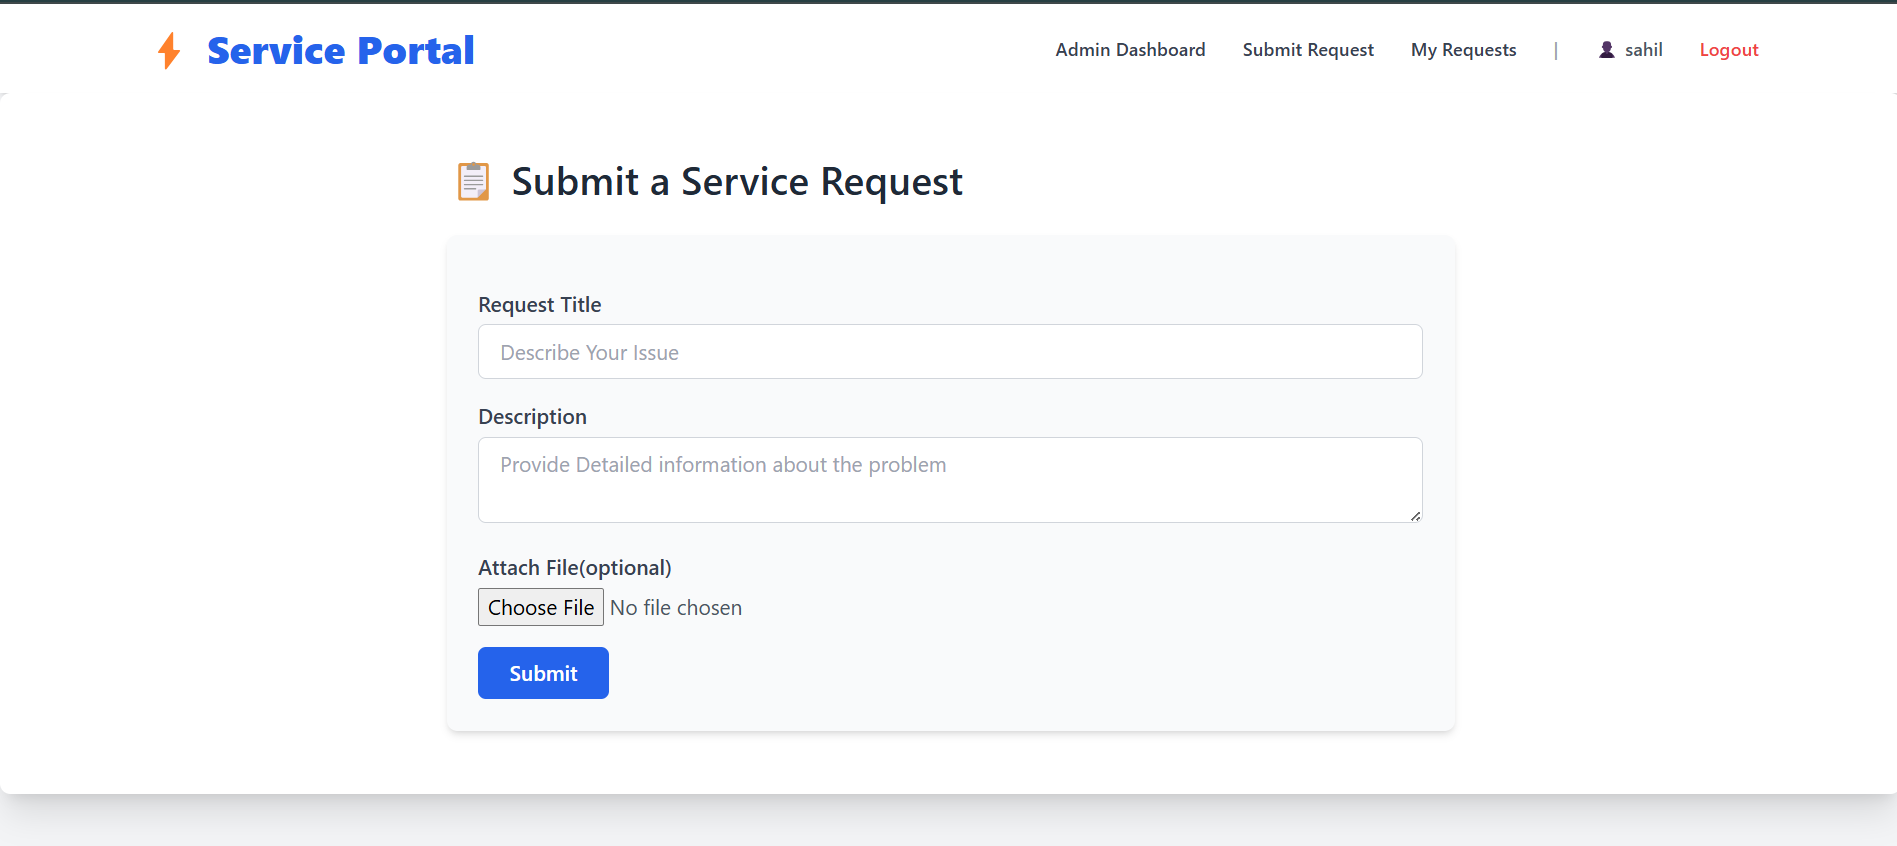 Service Portal
Admin Dashboard Submit Request My Requests | sahil Logout
Submit a Service Request
Request Title
Describe Your Issue
Description
Provide Detailed information about the problem
Attach File(optional)
Choose File No file chosen
Submit